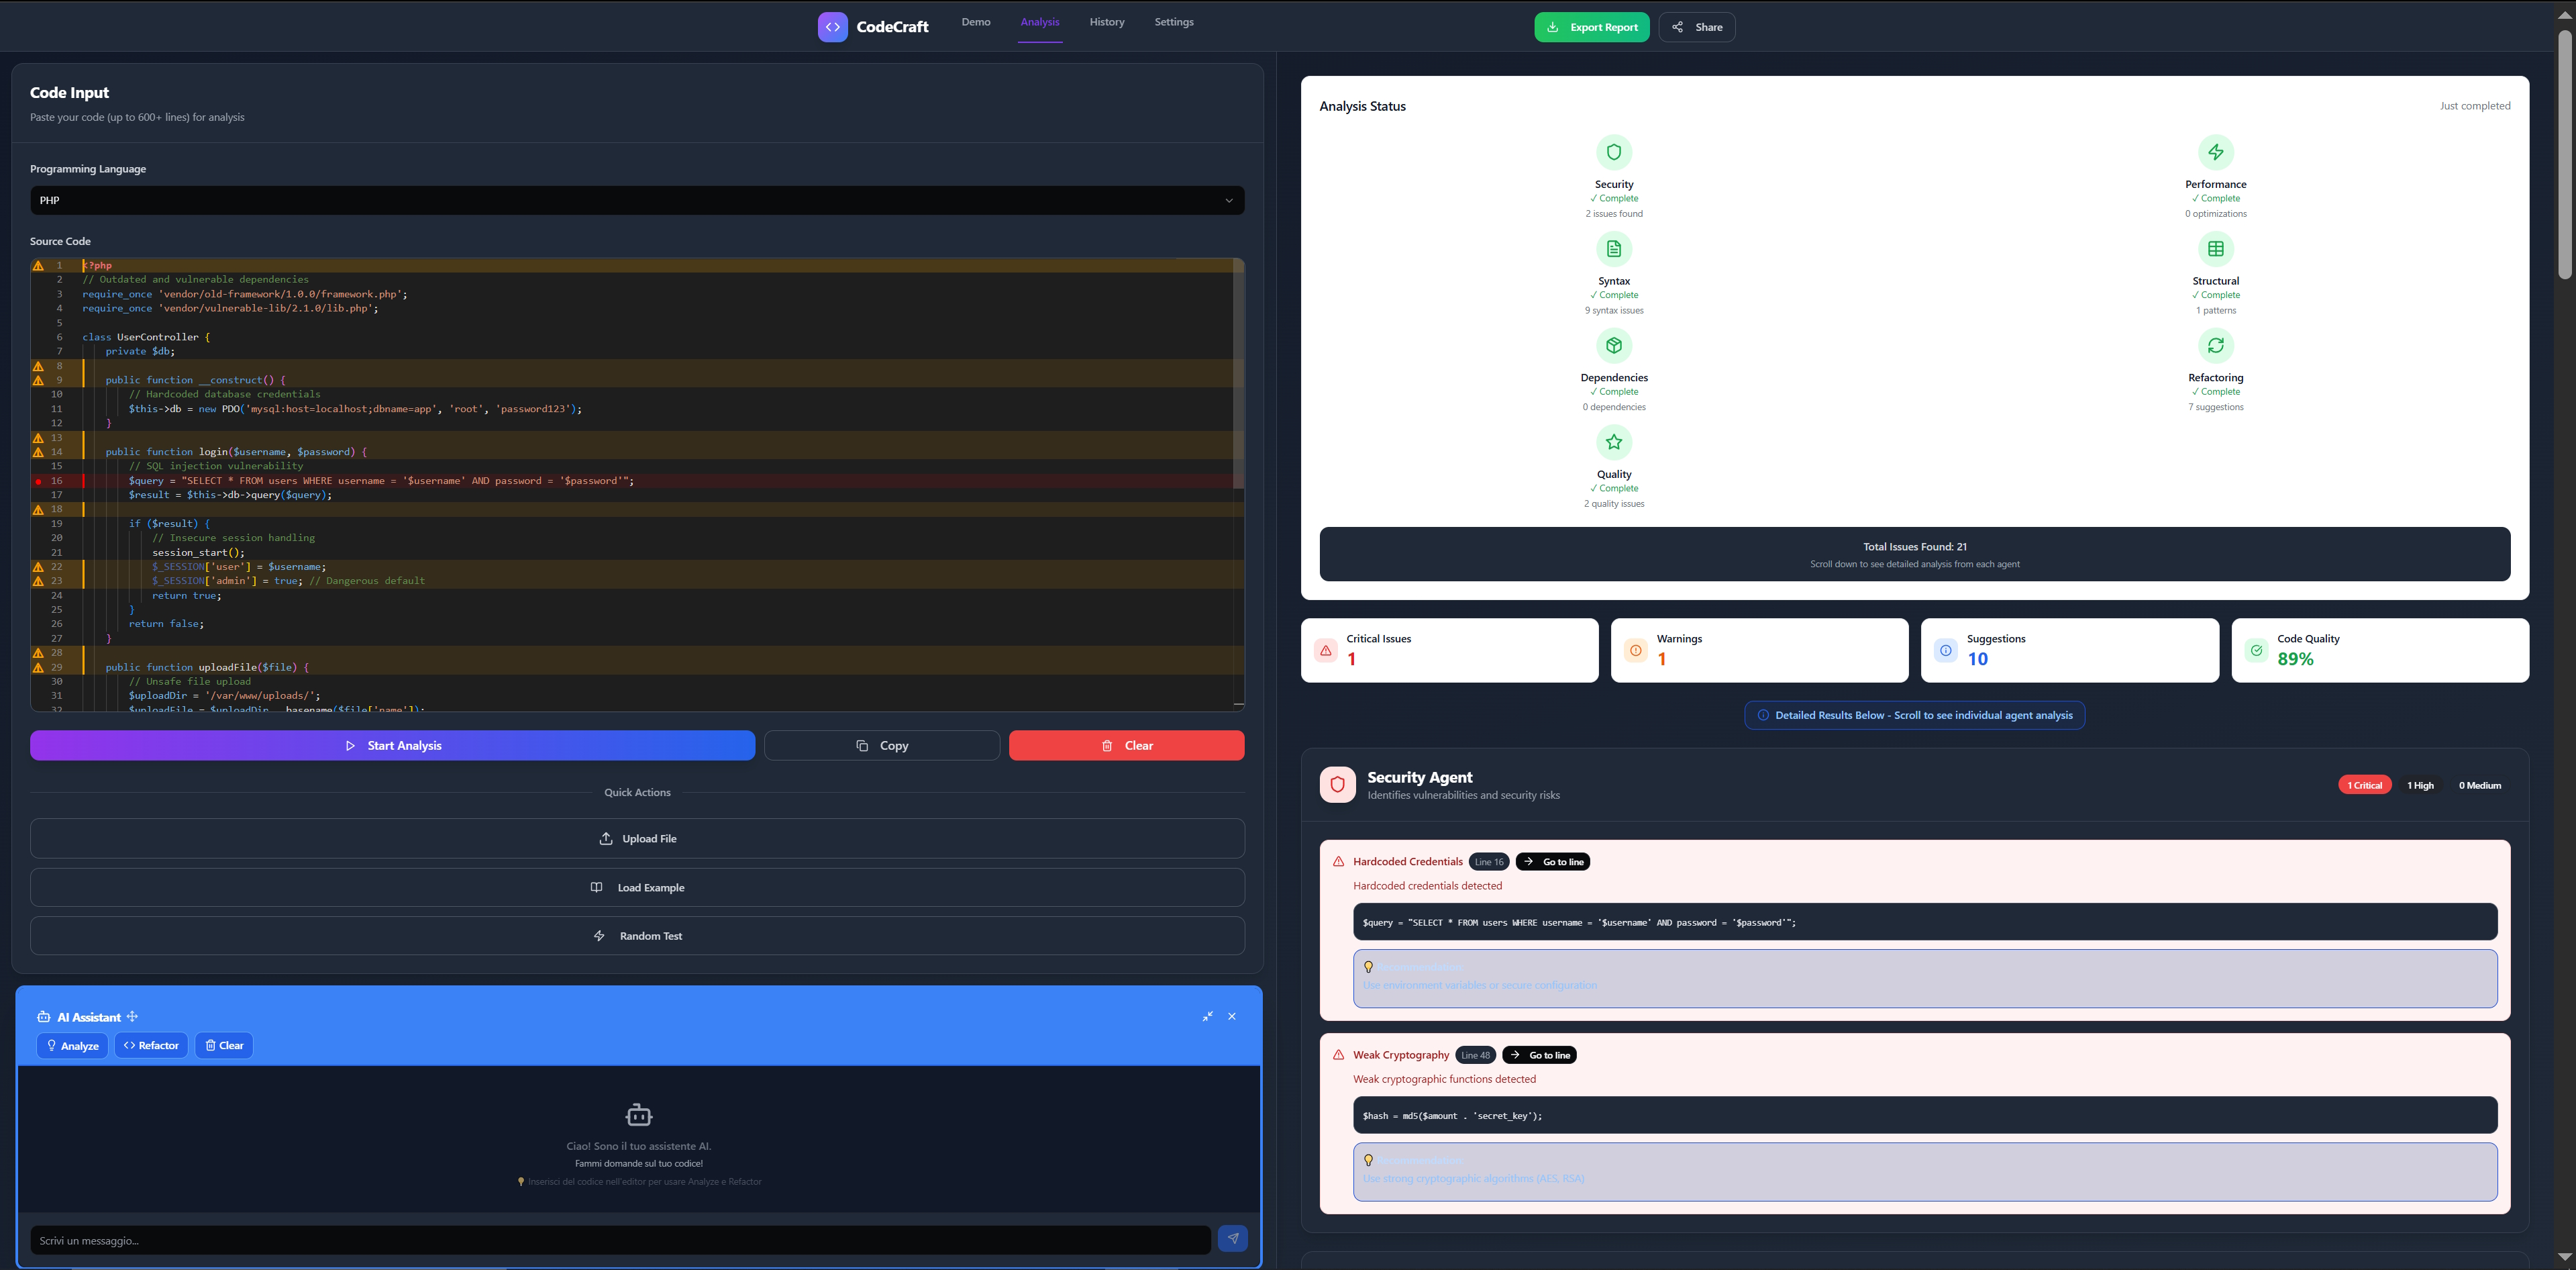 CodeCraft
Demo
Analysis
History
Settings
Export Report
Share
Code Input
Paste your code (up to 600+ lines) for analysis
Programming Language
PHP
Source Code
1 <?php
2 // Outdated and vulnerable dependencies
3 require_once 'vendor/old-framework/1.0.0/framework.php';
4 require_once 'vendor/vulnerable-lib/2.1.0/lib.php';
5
6 class UserController {
7 private $db;
8
9 public function __construct() {
10 // Hardcoded database credentials
11 $this->db = new PDO('mysql:host=localhost;dbname=app', 'root', 'password123');
12 }
13
14 public function login($username, $password) {
15 // SQL injection vulnerability
16 $query = "SELECT * FROM users WHERE username = '$username' AND password = '$password'";
17 $result = $this->db->query($query);
18
19 if ($result) {
20 // Insecure session handling
21 session_start();
22 $_SESSION['user'] = $username;
23 $_SESSION['admin'] = true; // Dangerous default
24 return true;
25 }
26 return false;
27 }
28
29 public function uploadFile($file) {
30 // Unsafe file upload
31 $uploadDir = '/var/www/uploads/';
32 $uploadFile = $uploadDir . basename($file['name']);
Start Analysis
Copy
Clear
Quick Actions
Upload File
Load Example
Random Test
AI Assistant
Analyze
<> Refactor
Clear
Ciao! Sono il tuo assistente AI.
Fammi domande sul tuo codice!
Inserisci del codice nell'editor per usare Analyze e Refactor
Scrivi un messaggio...
Analysis Status
Just completed
Security
✓ Complete
2 issues found
Performance
✓ Complete
0 optimizations
Syntax
✓ Complete
9 syntax issues
Structural
✓ Complete
1 patterns
Dependencies
✓ Complete
0 dependencies
Refactoring
✓ Complete
7 suggestions
Quality
✓ Complete
2 quality issues
Total Issues Found: 21
Scroll down to see detailed analysis from each agent
Critical Issues
1
Warnings
1
Suggestions
10
Code Quality
89%
Detailed Results Below - Scroll to see individual agent analysis
Security Agent
Identifies vulnerabilities and security risks
1 Critical
1 High
0 Medium
Hardcoded Credentials Line 16 → Go to line
Hardcoded credentials detected
$query = "SELECT * FROM users WHERE username = '$username' AND password = '$password'";
Use environment variables or secure configuration
Weak Cryptography Line 48 → Go to line
Weak cryptographic functions detected
$hash = md5($amount . 'secret_key');
Use strong cryptographic algorithms (AES, RSA)